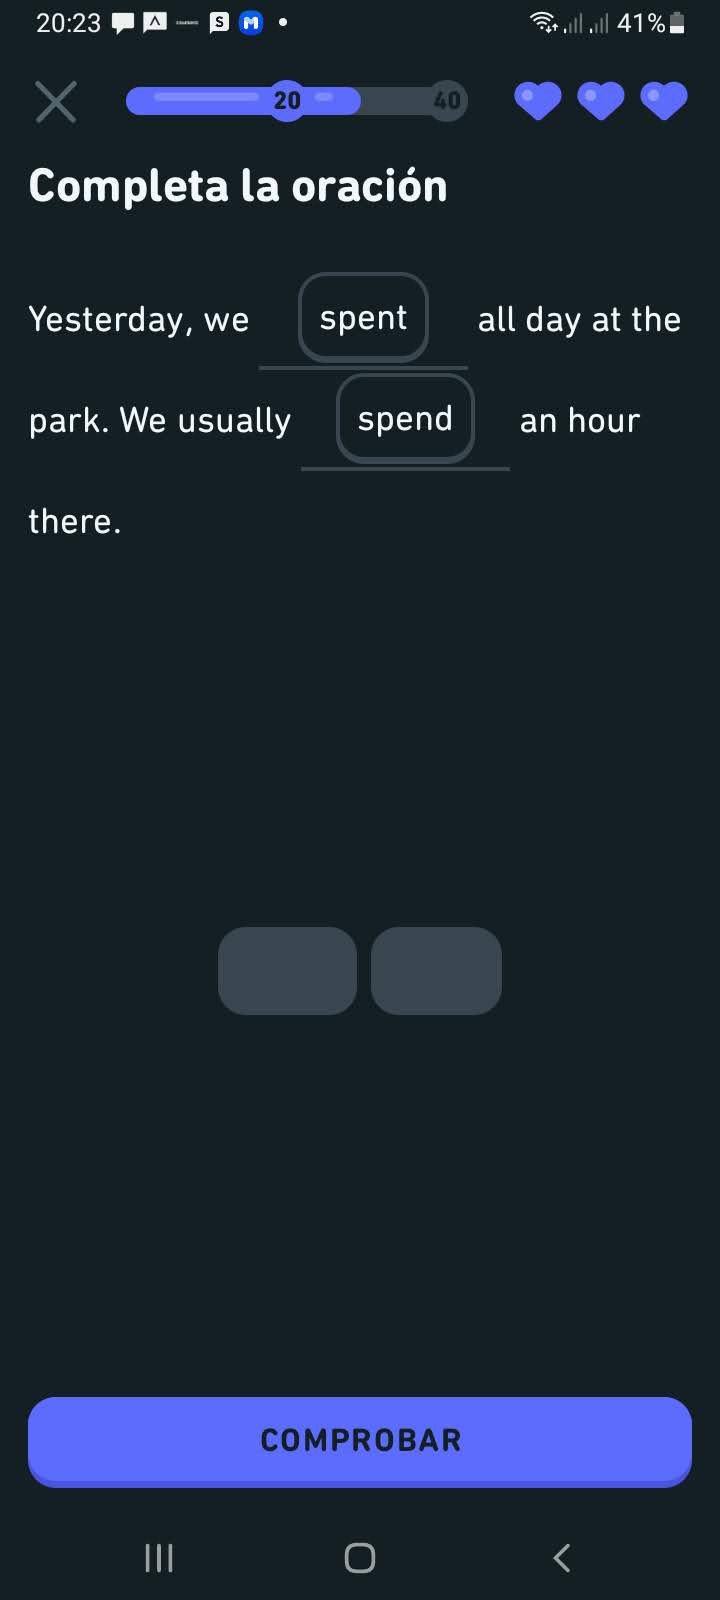 20:23 S 41%
20 40
Completa la oración
Yesterday, we spent all day at the
park. We usually spend an hour
there.
COMPROBAR